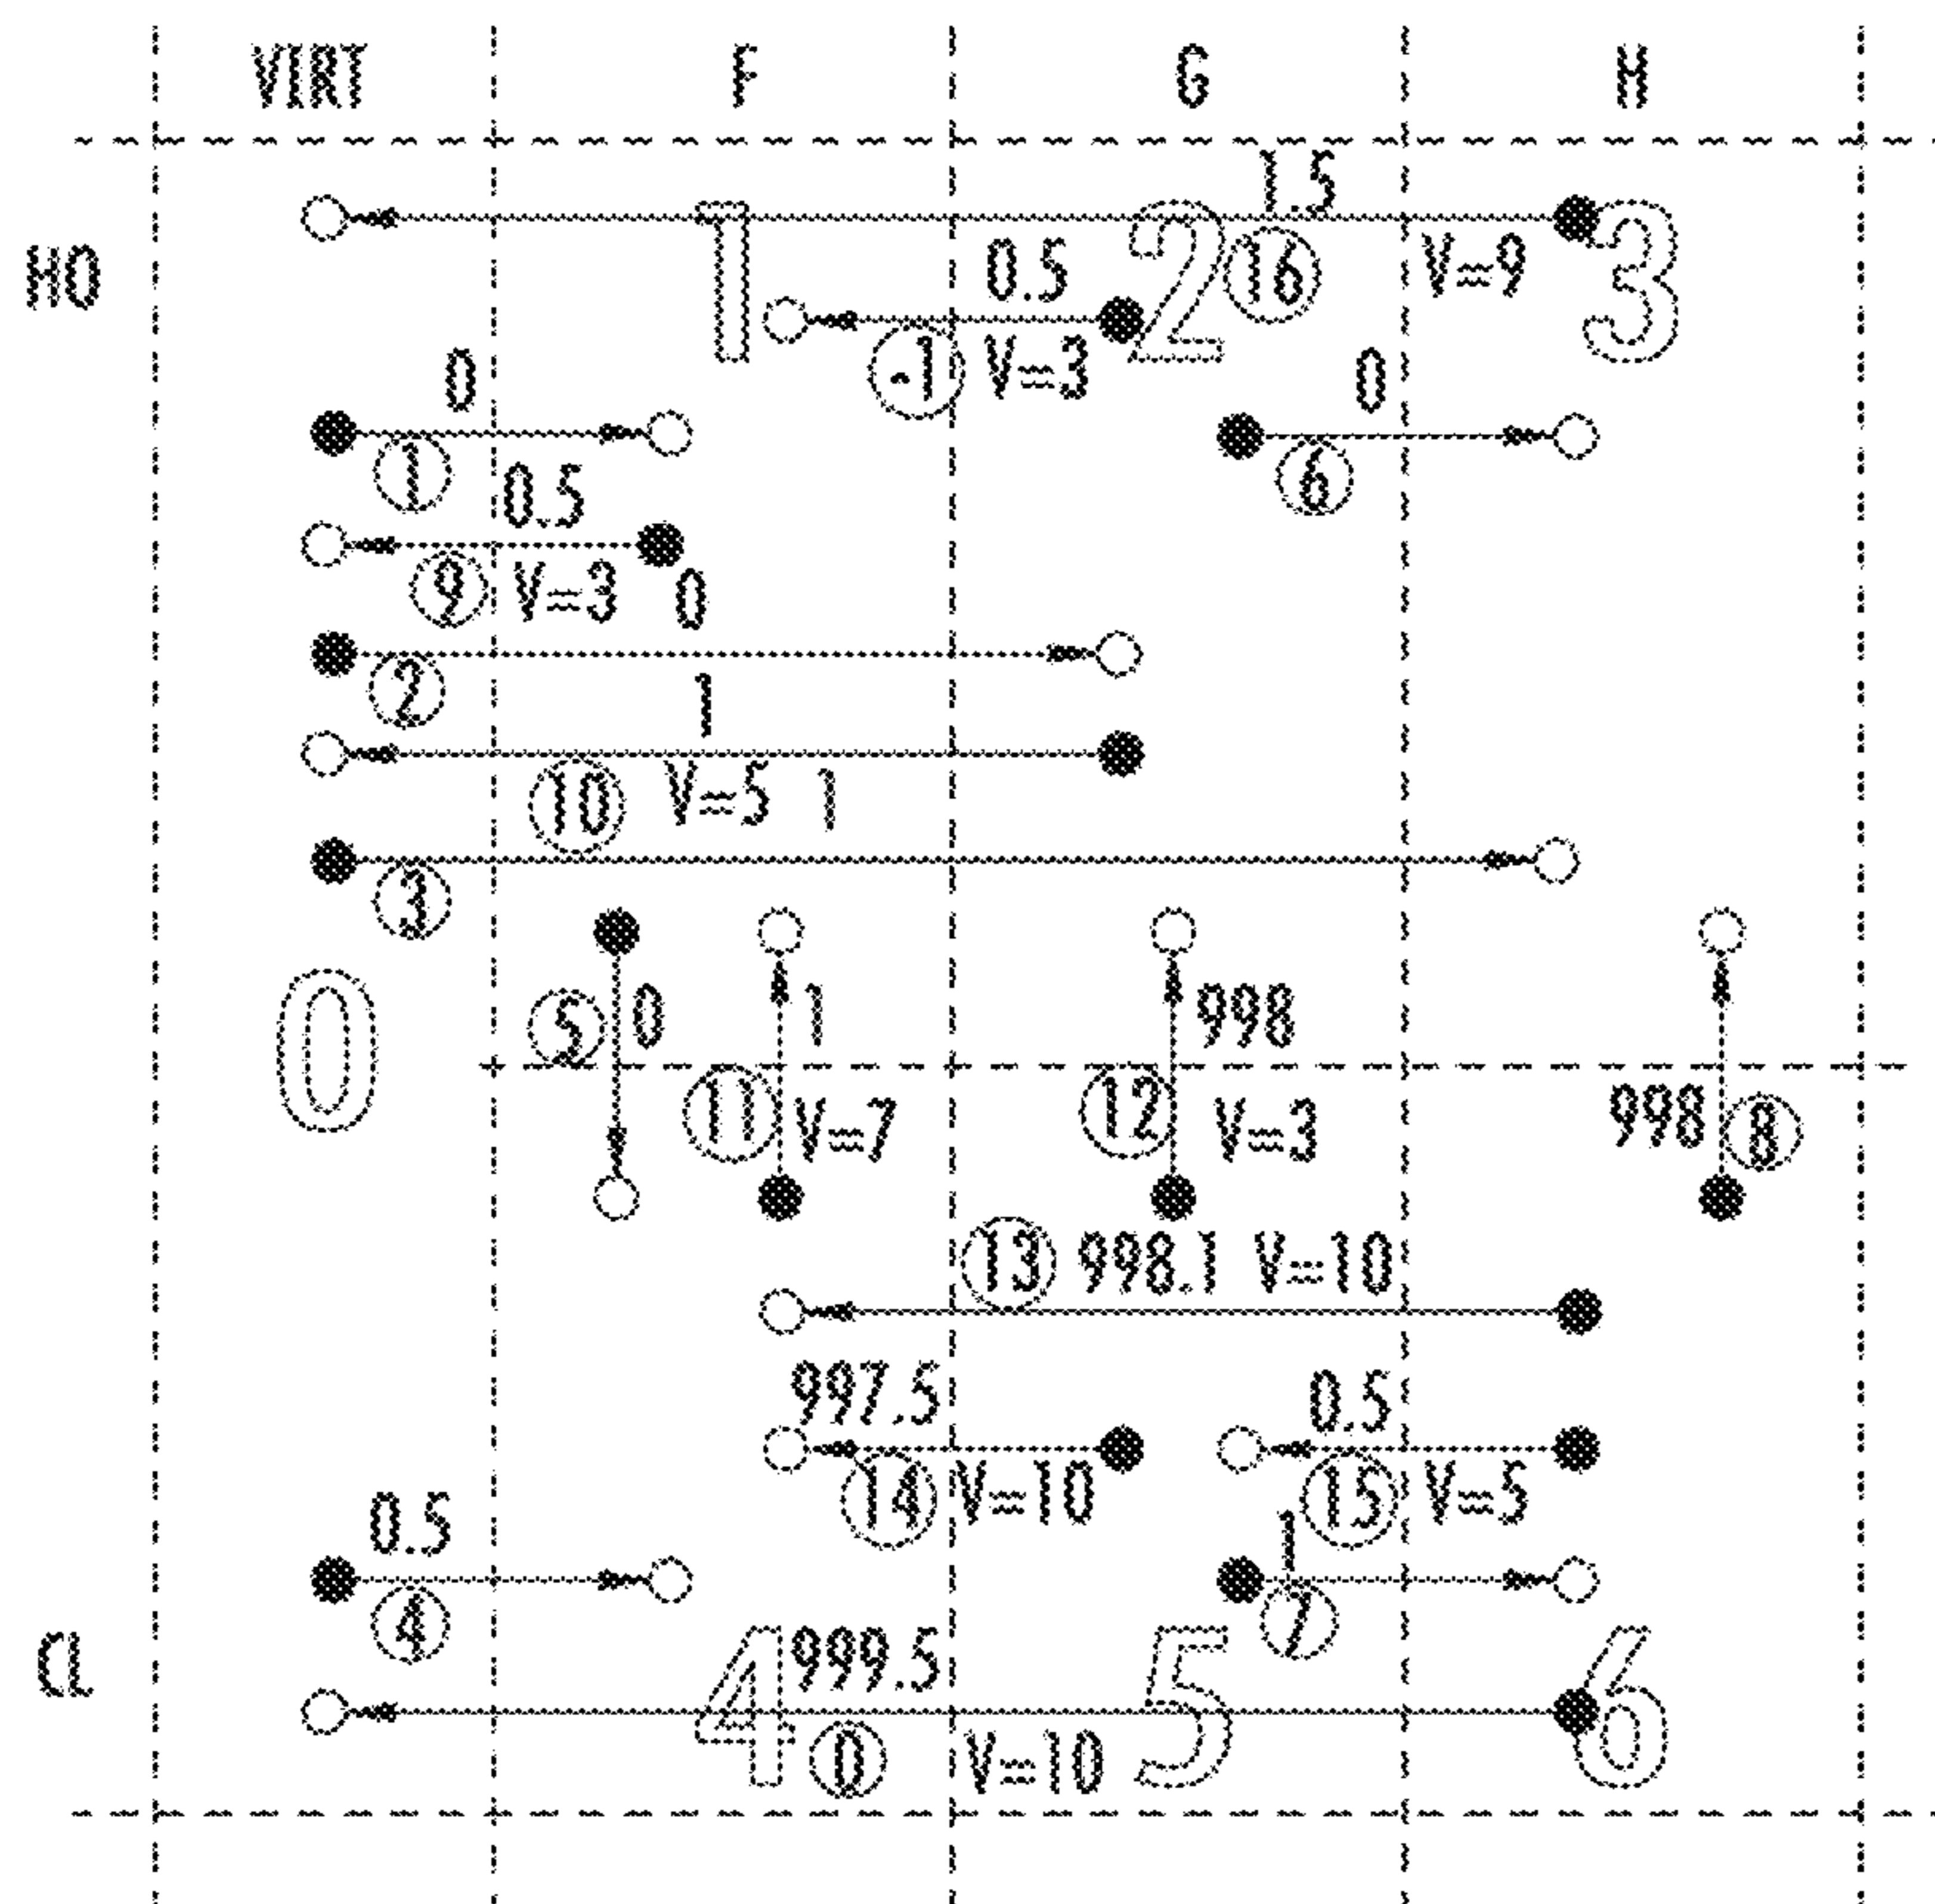 VIRT F G H
1.5
HO 1 2 16 V=9 3
0.5
-1 V=3
0 0
1 6
0.5
9 V=3 0
2
1
10 V=5 1
3
0 5 0 1 998
11 V=7 12 V=3 998 8
13 998.1 V=10
997.5 0.5
14 V=10 15 V=5
0.5 1
4 7
CL 4 999.5 5 6
0 V=10